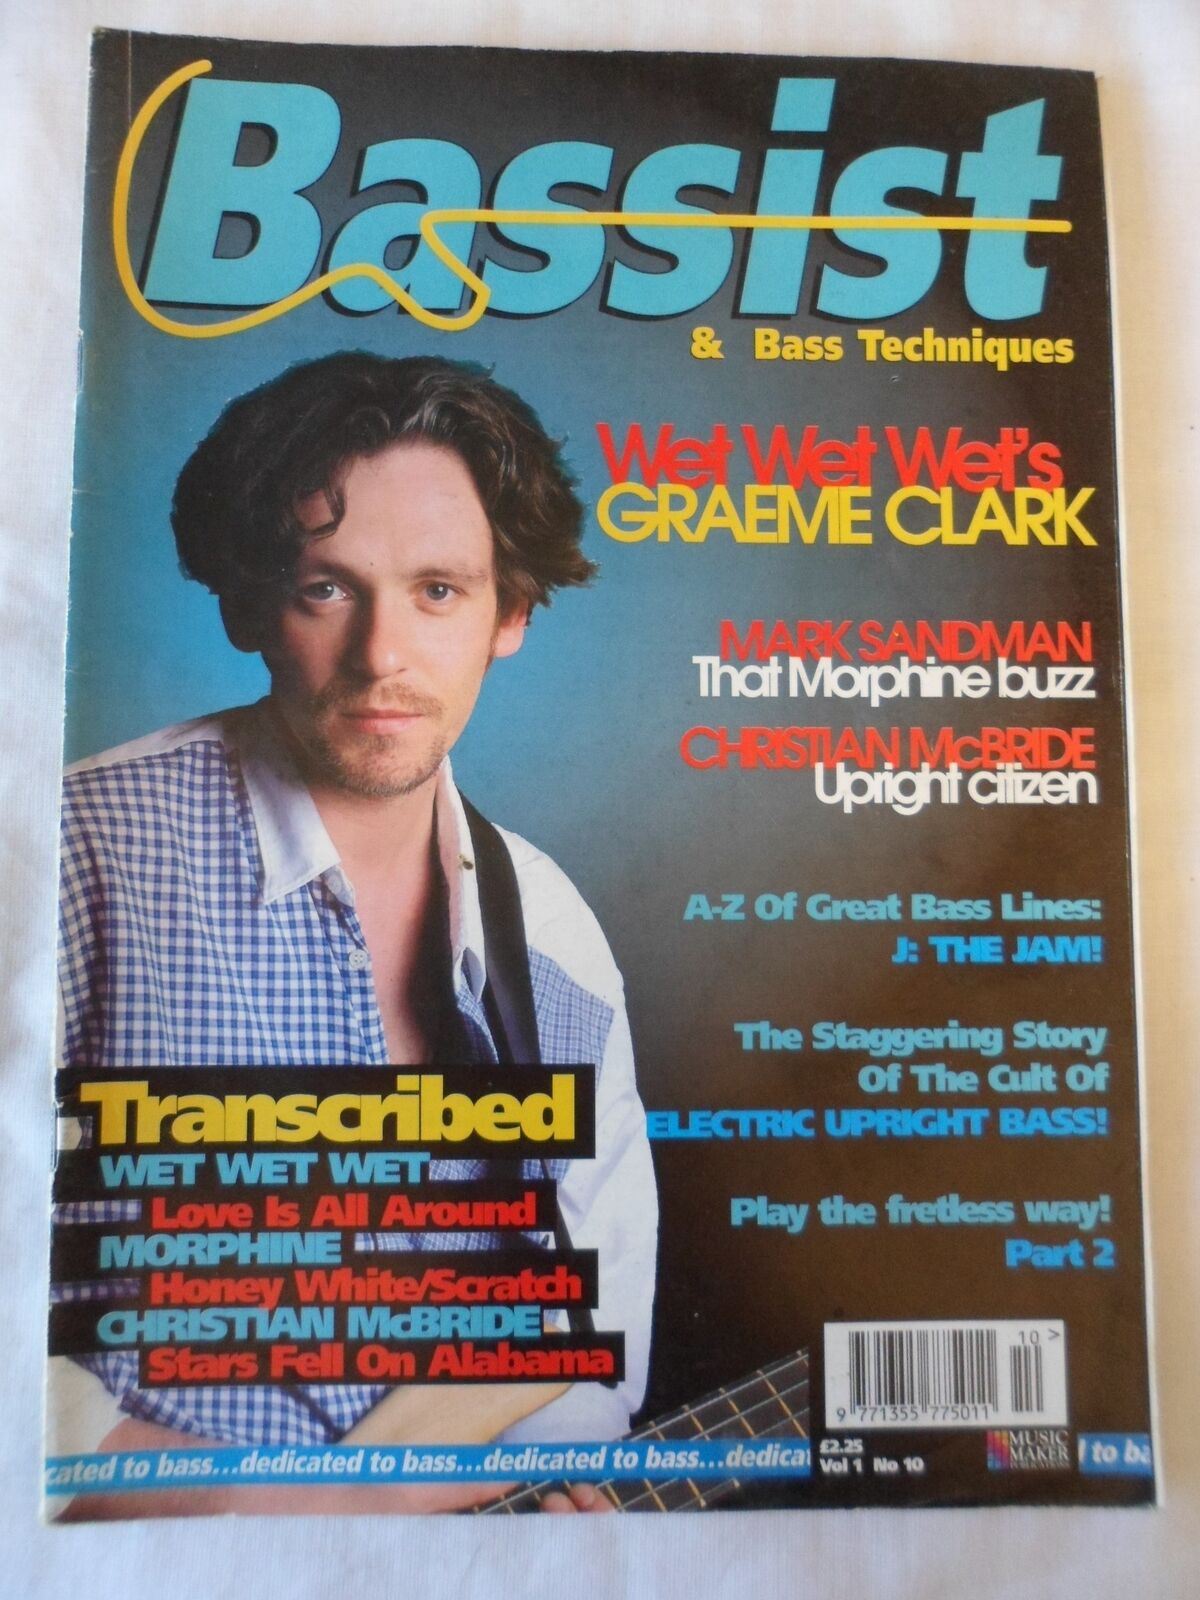 Bassist
& Bass Techniques
Wet Wet Wet's
GRAEME CLARK
MARK SANDMAN
That Morphine buzz
CHRISTIAN McBRIDE
Upright citizen
A-Z Of Great Bass Lines:
J: THE JAM!
The Staggering Story
Of The Cult Of
ELECTRIC UPRIGHT BASS!
Play the fretless way!
Part 2
Transcribed
WET WET WET
Love Is All Around
MORPHINE
Honey White/Scratch
CHRISTIAN McBRIDE
Stars Fell On Alabama
10 >
9 771355 775011
£2.25
Vol 1 No 10
MUSIC
MAKER
cated to bass...dedicated to bass...dedicated to bass...dedicat
l to ba